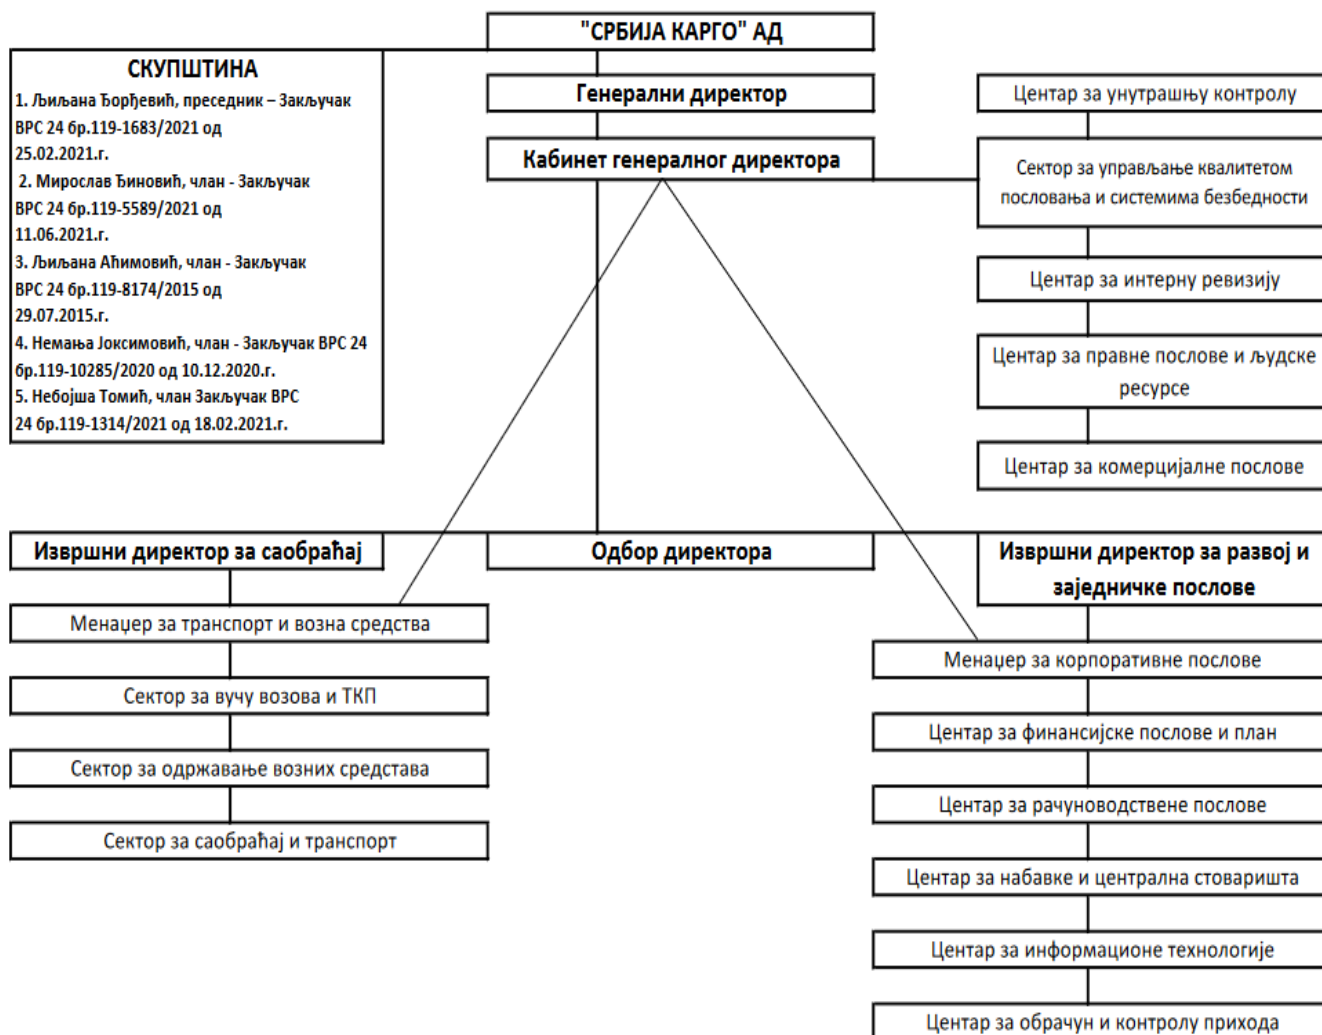 "СРБИЈА КАРГО" АД
СКУПШТИНА
1. Љиљана Ђорђевић, преседник – Закључак
ВРС 24 бр.119-1683/2021 од
25.02.2021.г.
2. Мирослав Ђиновић, члан - Закључак
ВРС 24 бр.119-5589/2021 од
11.06.2021.г.
3. Љиљана Аћимовић, члан - Закључак
ВРС 24 бр.119-8174/2015 од
29.07.2015.г.
4. Немања Јоксимовић, члан - Закључак ВРС 24
бр.119-10285/2020 од 10.12.2020.г.
5. Небојша Томић, члан Закључак ВРС
24 бр.119-1314/2021 од 18.02.2021.г.
Генерални директор
Кабинет генералног директора
Центар за унутрашњу контролу
Сектор за управљање квалитетом
пословања и системима безбедности
Центар за интерну ревизију
Центар за правне послове и људске
ресурсе
Центар за комерцијалне послове
Извршни директор за саобраћај
Одбор директора
Извршни директор за развој и
заједничке послове
Менаџер за транспорт и возна средства
Сектор за вучу возова и ТКП
Сектор за одржавање возних средстава
Сектор за саобраћај и транспорт
Менаџер за корпоративне послове
Центар за финансијске послове и план
Центар за рачуноводствене послове
Центар за набавке и централна стоваришта
Центар за информационе технологије
Центар за обрачун и контролу прихода